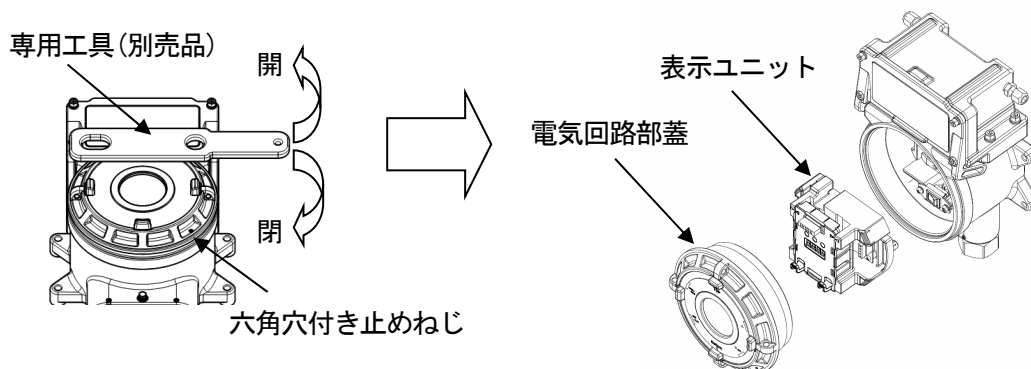 専用工具(別売品)
開
閉
六角穴付き止めねじ
表示ユニット
電気回路部蓋